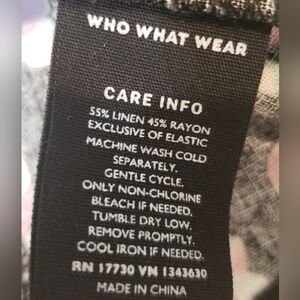 WHO WHAT WEAR
CARE INFO
55% LINEN 45% RAYON
EXCLUSIVE OF ELASTIC
MACHINE WASH COLD
SEPARATELY.
GENTLE CYCLE.
ONLY NON-CHLORINE
BLEACH IF NEEDED.
TUMBLE DRY LOW.
REMOVE PROMPTLY.
COOL IRON IF NEEDED.
RN 17730 VN 1343630
MADE IN CHINA